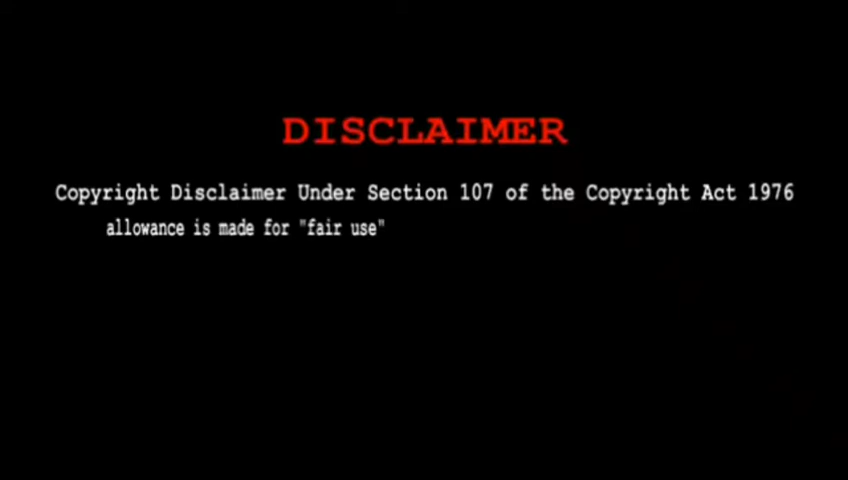 DISCLAIMER
Copyright Disclaimer Under Section 107 of the Copyright Act 1976
allowance is made for "fair use"